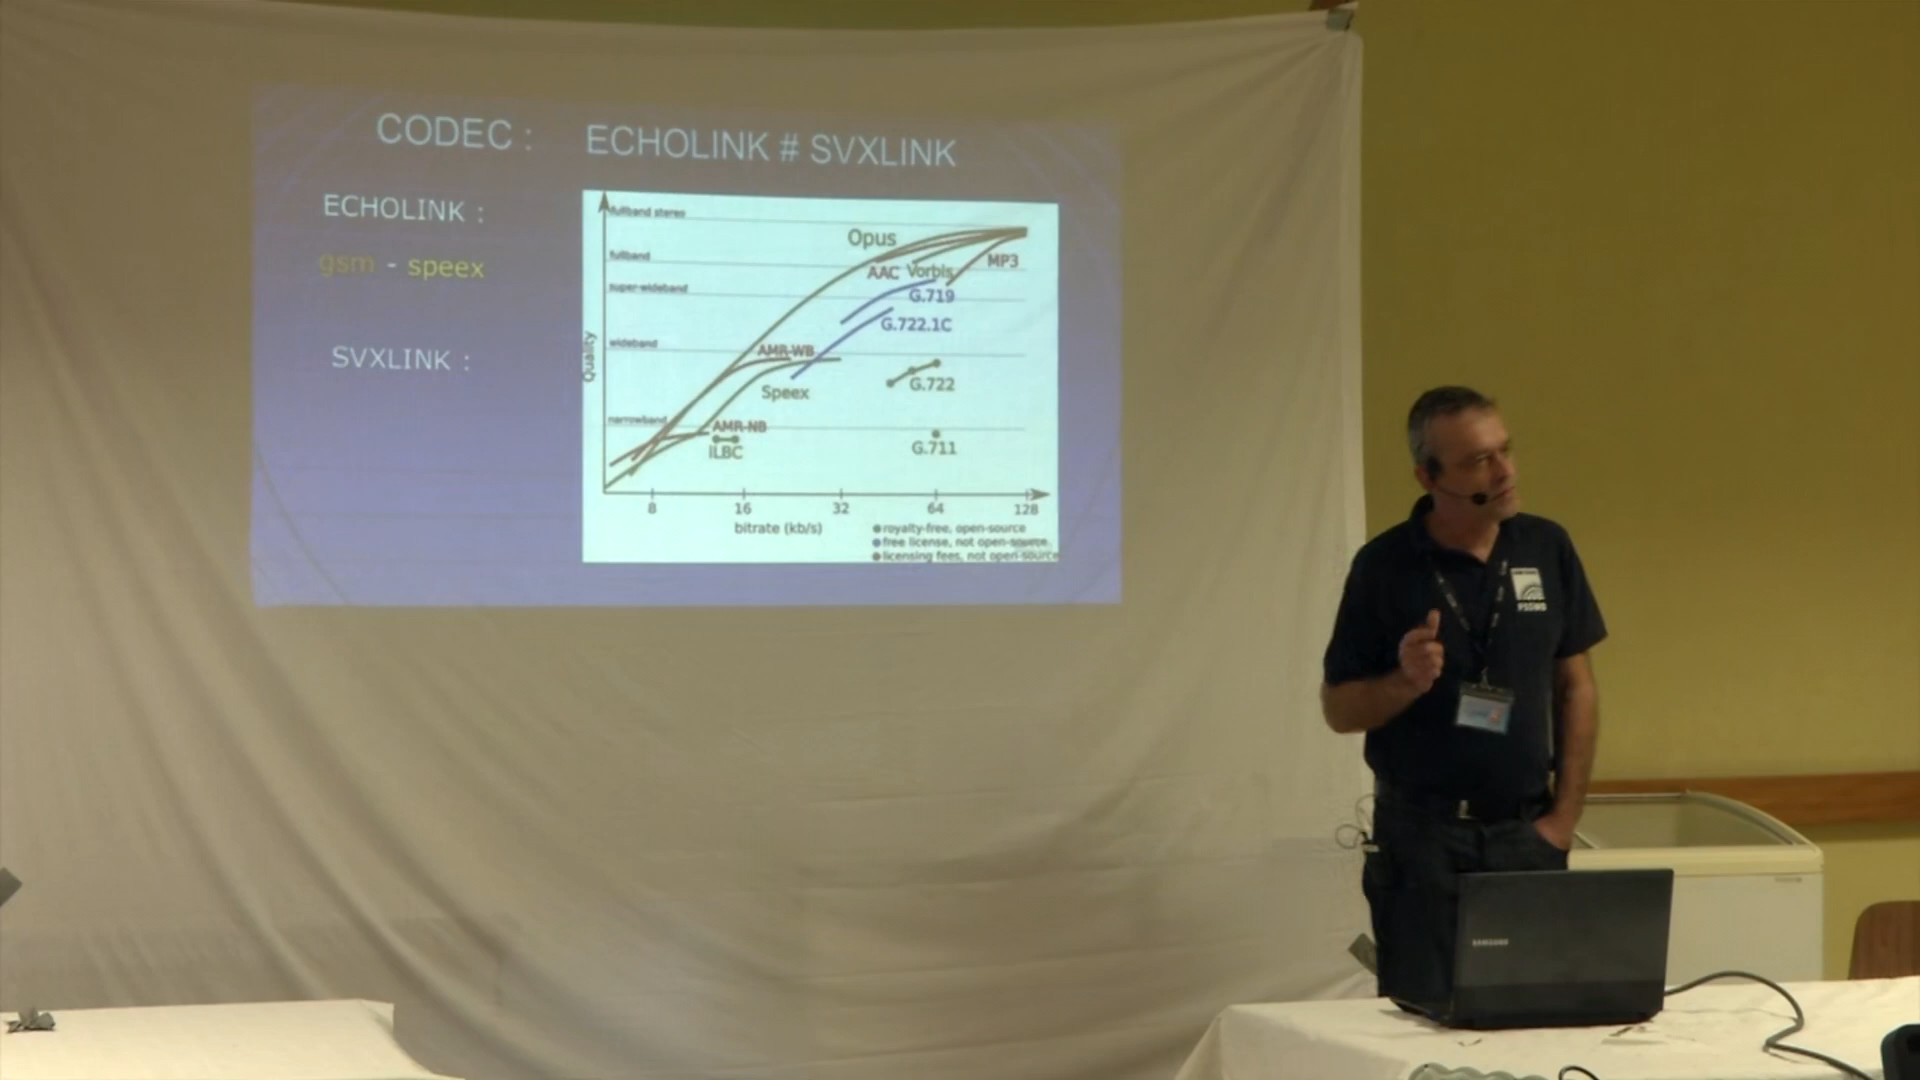 CODEC : ECHOLINK # SVXLINK
ECHOLINK :
gsm - speex
SVXLINK :
fullband stereo
Opus
fullband
AAC Vorbis
MP3
super-wideband
G.719
G.722.1C
wideband
AMR-WB
Quality
Speex
G.722
narrowband
AMR-NB
iLBC
G.711
8 16 32 64 128
bitrate (kb/s)
royalty-free, open-source
free license, not open-source
licensing fees, not open-source
SAMSUNG